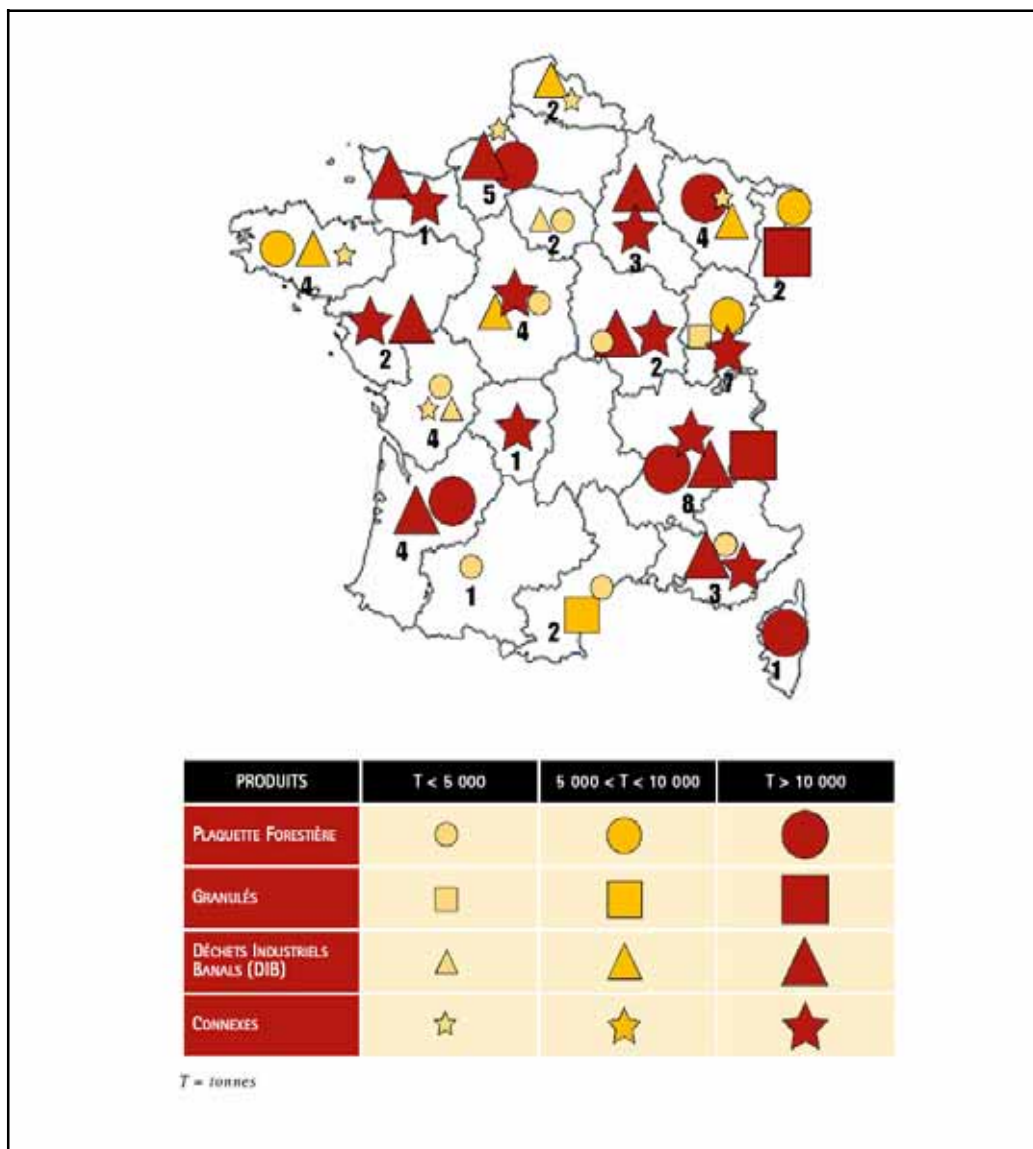 2
5
1
3
4
2
4
2
4
2
2
7
4
1
8
4
1
3
2
1
PRODUITS T < 5 000 5 000 < T < 10 000 T > 10 000
PLAQUETTE FORESTIÈRE
GRANULÉS
DÉCHETS INDUSTRIELS
BANALS (DIB)
CONNEXES
T = tonnes